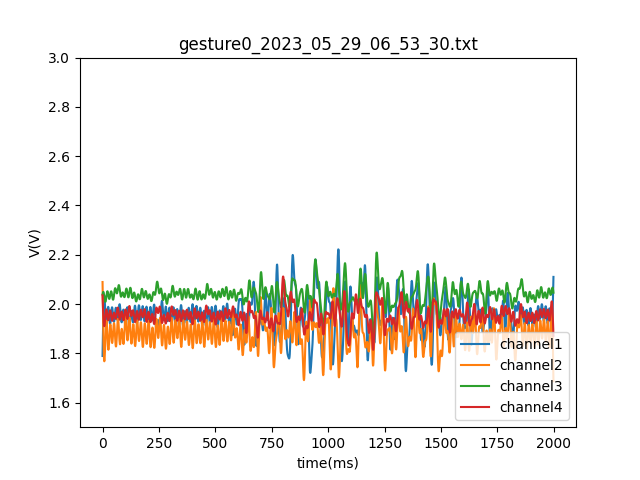 gesture0_2023_05_29_06_53_30.txt
3.0
2.8
2.6
2.4
2.2
2.0
1.8
1.6
V(V)
channel1
channel2
channel3
channel4
0 250 500 750 1000 1250 1500 1750 2000
time(ms)